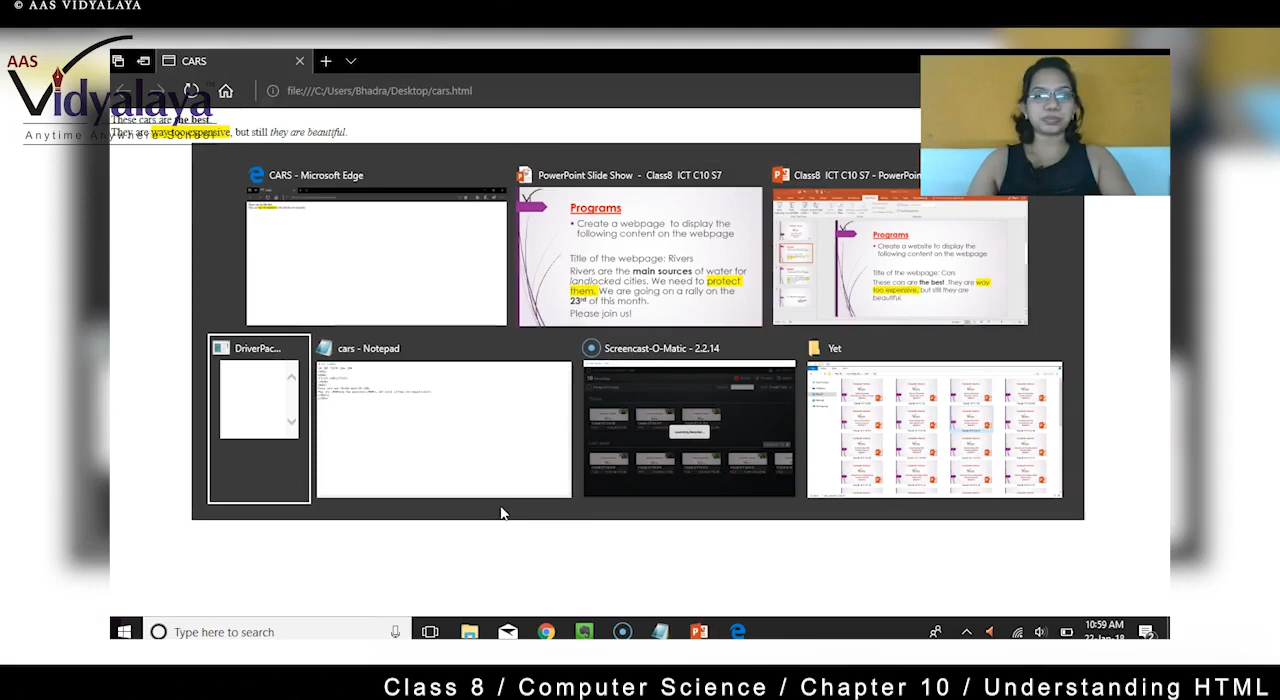 © AAS VIDYALAYA
AAS
Vidyalaya
Anytime Anywhere School
CARS
file:///C:/Users/Bhadra/Desktop/cars.html
These cars are the best
They are way too expensive, but still they are beautiful.
CARS - Microsoft Edge
PowerPoint Slide Show - Class8 ICT C10 S7
Class8 ICT C10 S7 - PowerPoin
Programs
• Create a webpage to display the
following content on the webpage
Title of the webpage: Rivers
Rivers are the main sources of water for
landlocked cities. We need to protect
them. We are going on a rally on the
23rd of this month.
Please join us!
Programs
• Create a website to display the
following content on the webpage
Title of the webpage: Cars
These cars are the best. They are way
too expensive, but still they are
beautiful.
DriverPac...
cars - Notepad
Screencast-O-Matic - 2.2.14
Yet
Type here to search
10:59 AM
22-Jan-18
Class 8 / Computer Science / Chapter 10 / Understanding HTML